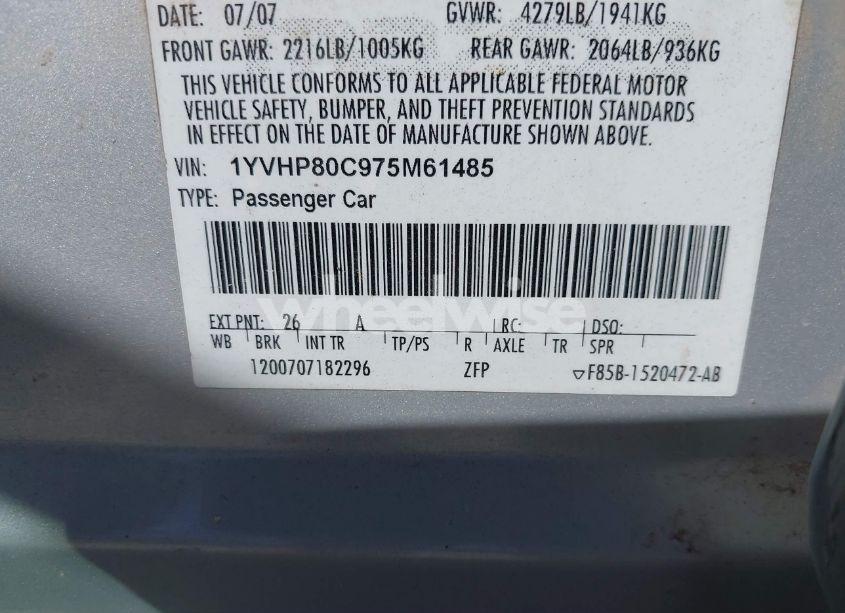 DATE: 07/07 GVWR: 4279LB/1941KG
FRONT GAWR: 2216LB/1005KG REAR GAWR: 2064LB/936KG
THIS VEHICLE CONFORMS TO ALL APPLICABLE FEDERAL MOTOR
VEHICLE SAFETY, BUMPER, AND THEFT PREVENTION STANDARDS
IN EFFECT ON THE DATE OF MANUFACTURE SHOWN ABOVE.
VIN: 1YVHP80C975M61485
TYPE: Passenger Car
wheelwise
EXT PNT: 26 A RC: DSO:
WB BRK INT TR TP/PS R AXLE TR SPR
1200707182296 ZFP ▽F85B-1520472-AB